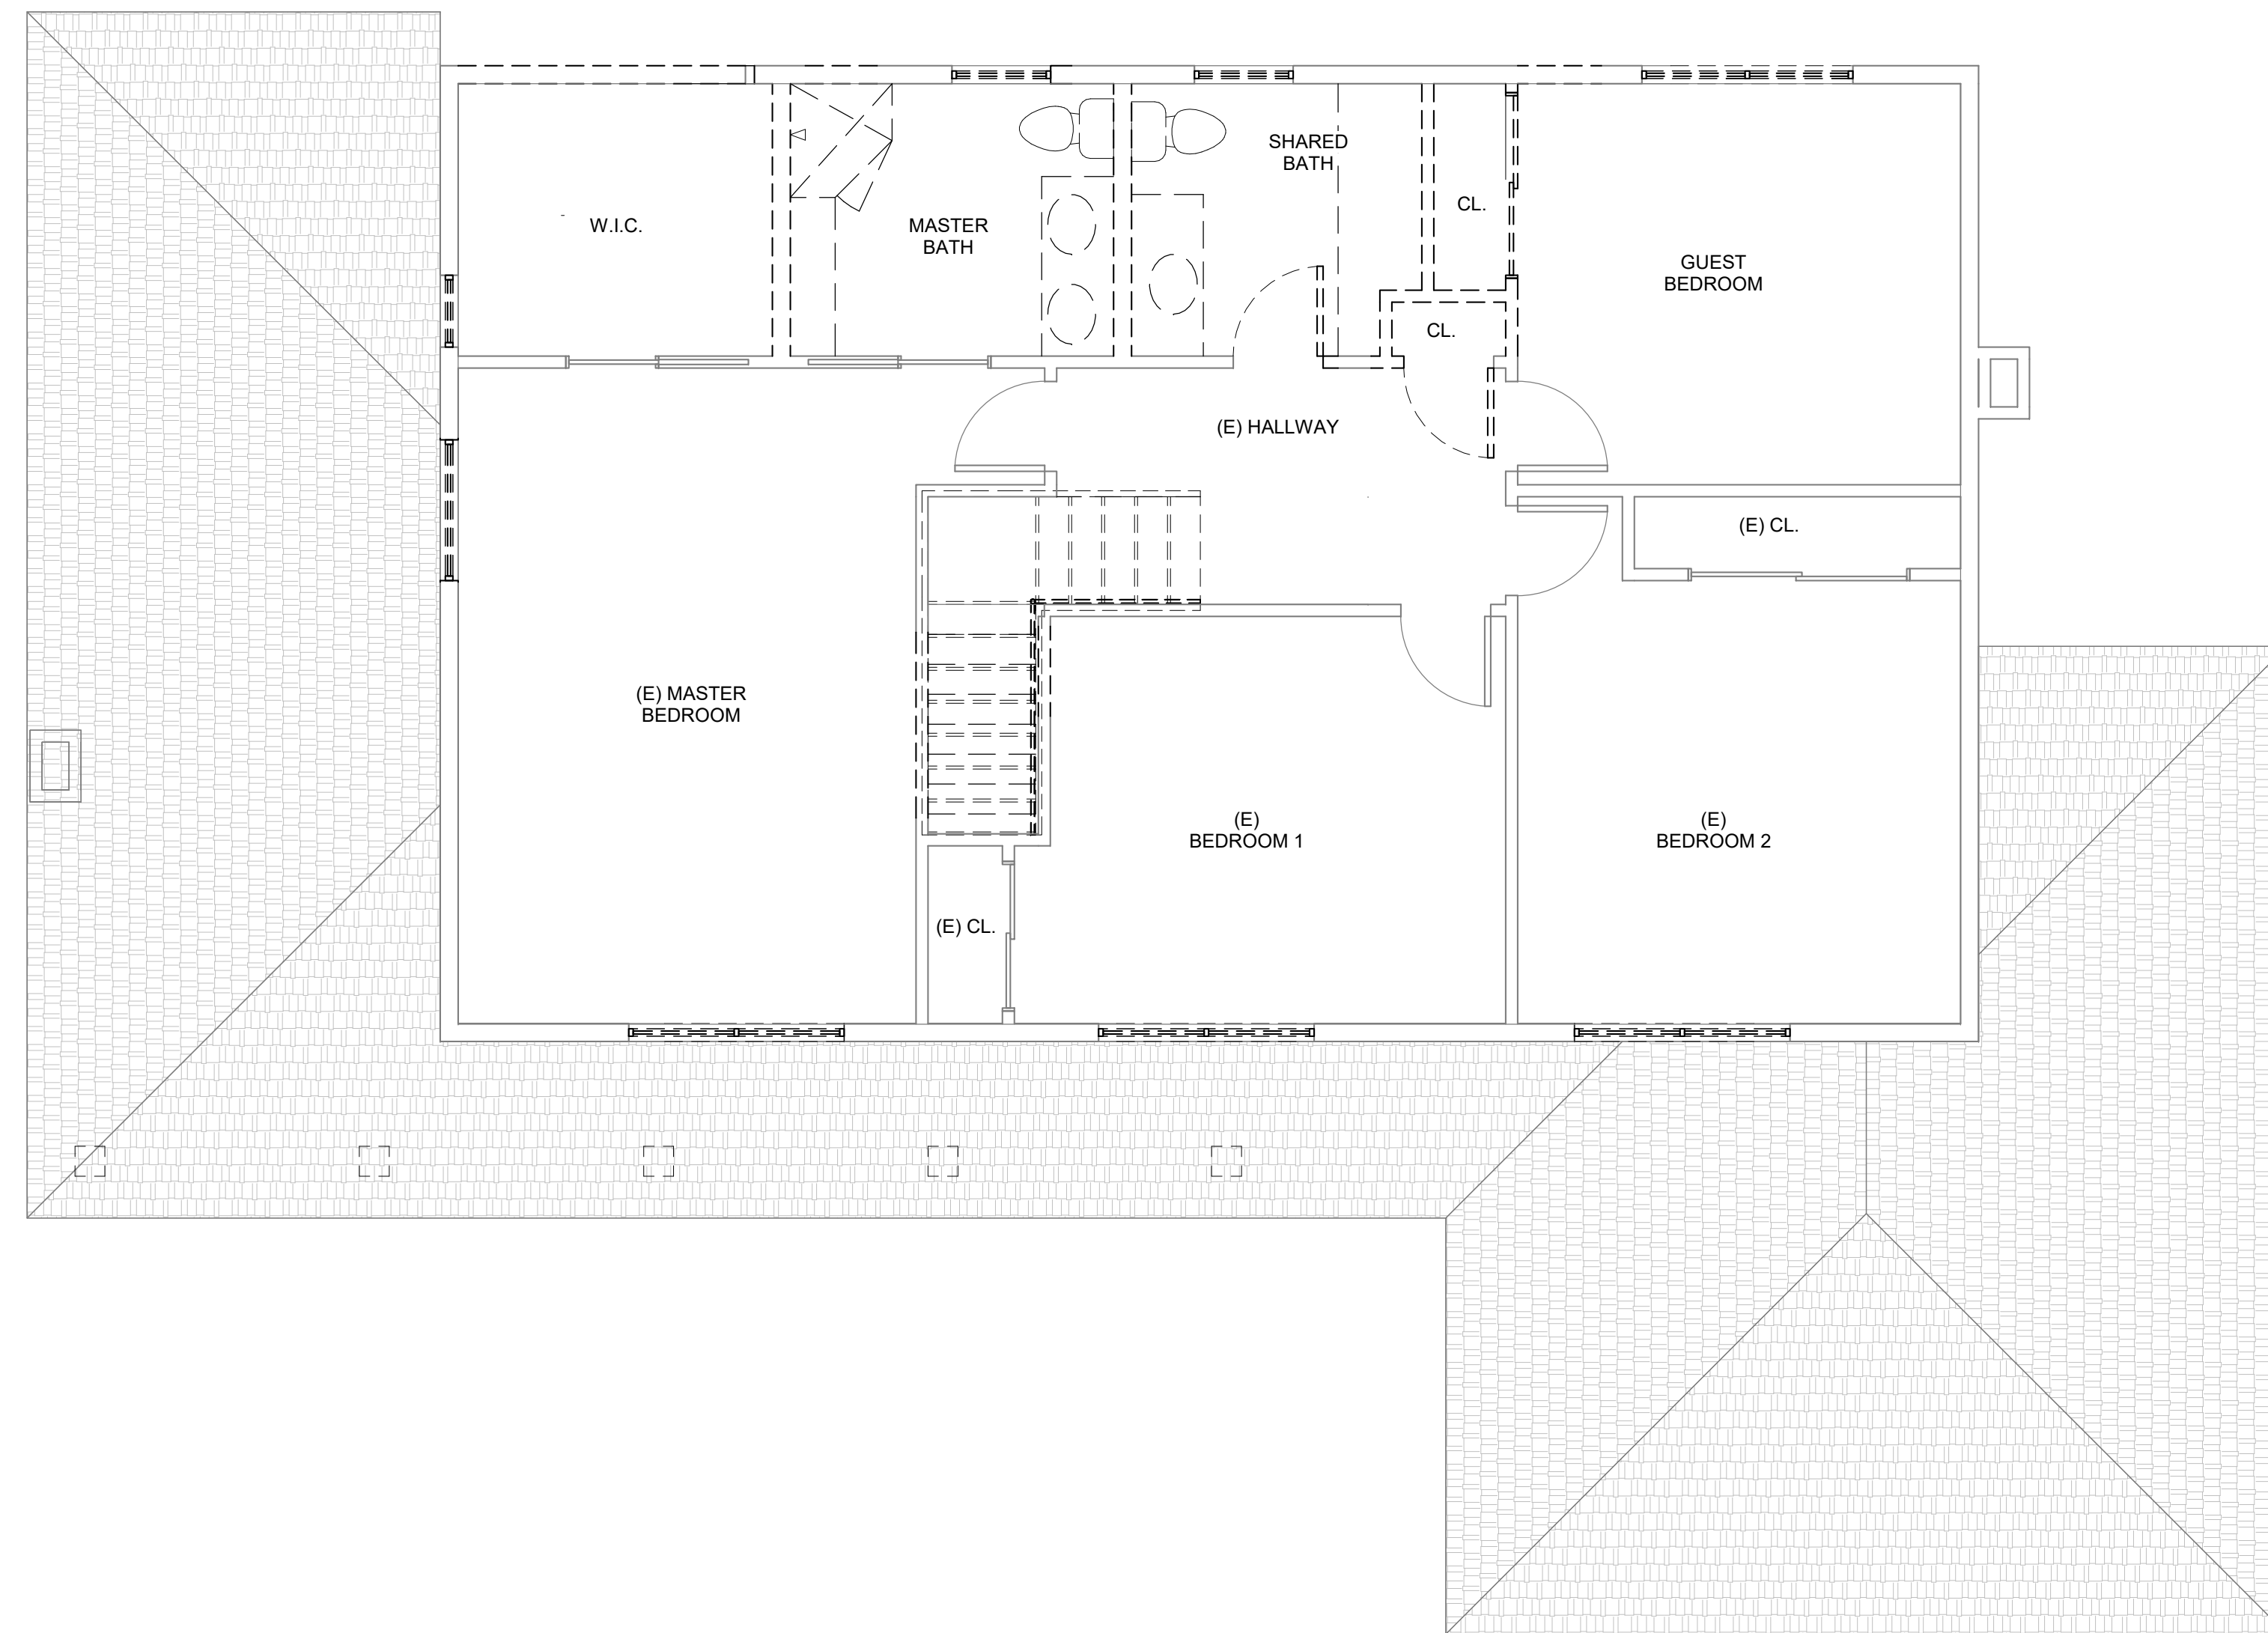 SHARED
BATH
CL.
W.I.C.
MASTER
BATH
GUEST
BEDROOM
CL.
(E) HALLWAY
(E) CL.
(E) MASTER
BEDROOM
(E)
BEDROOM 1
(E)
BEDROOM 2
(E) CL.